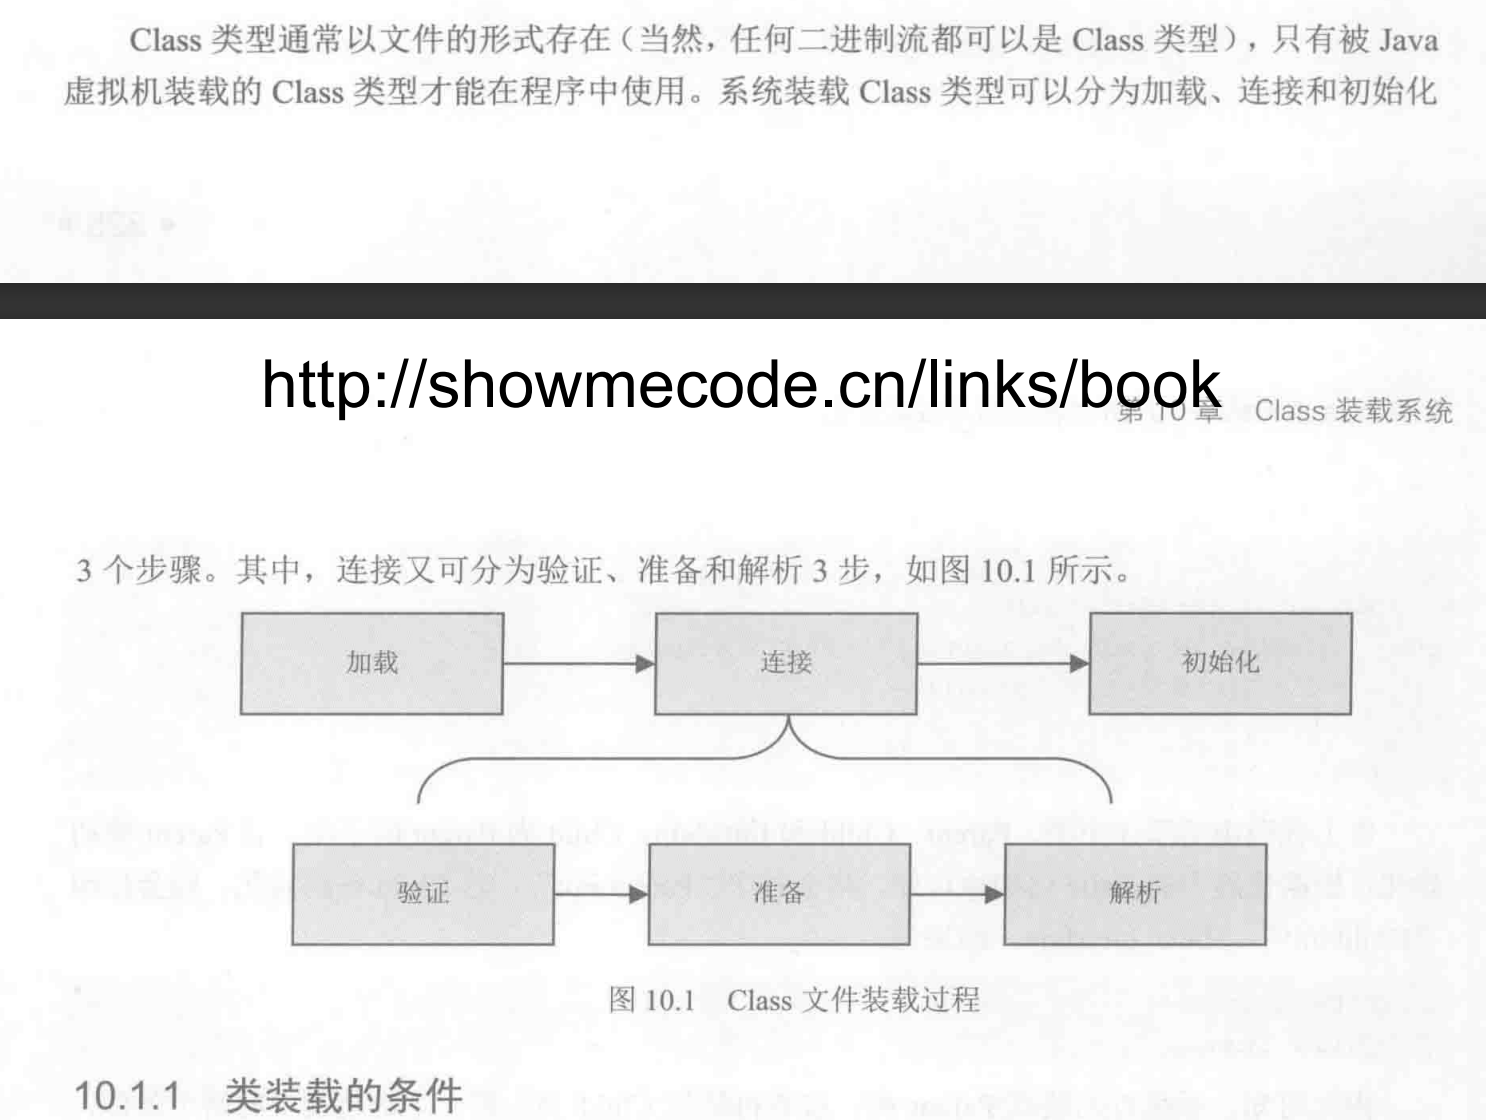 Class 类型通常以文件的形式存在（当然，任何二进制流都可以是 Class 类型），只有被 Java
虚拟机装载的 Class 类型才能在程序中使用。系统装载 Class 类型可以分为加载、连接和初始化
http://showmecode.cn/links/book
第 10 章 Class 装载系统
3 个步骤。其中，连接又可分为验证、准备和解析 3 步，如图 10.1 所示。
加载
连接
初始化
验证
准备
解析
图 10.1 Class 文件装载过程
10.1.1 类装载的条件